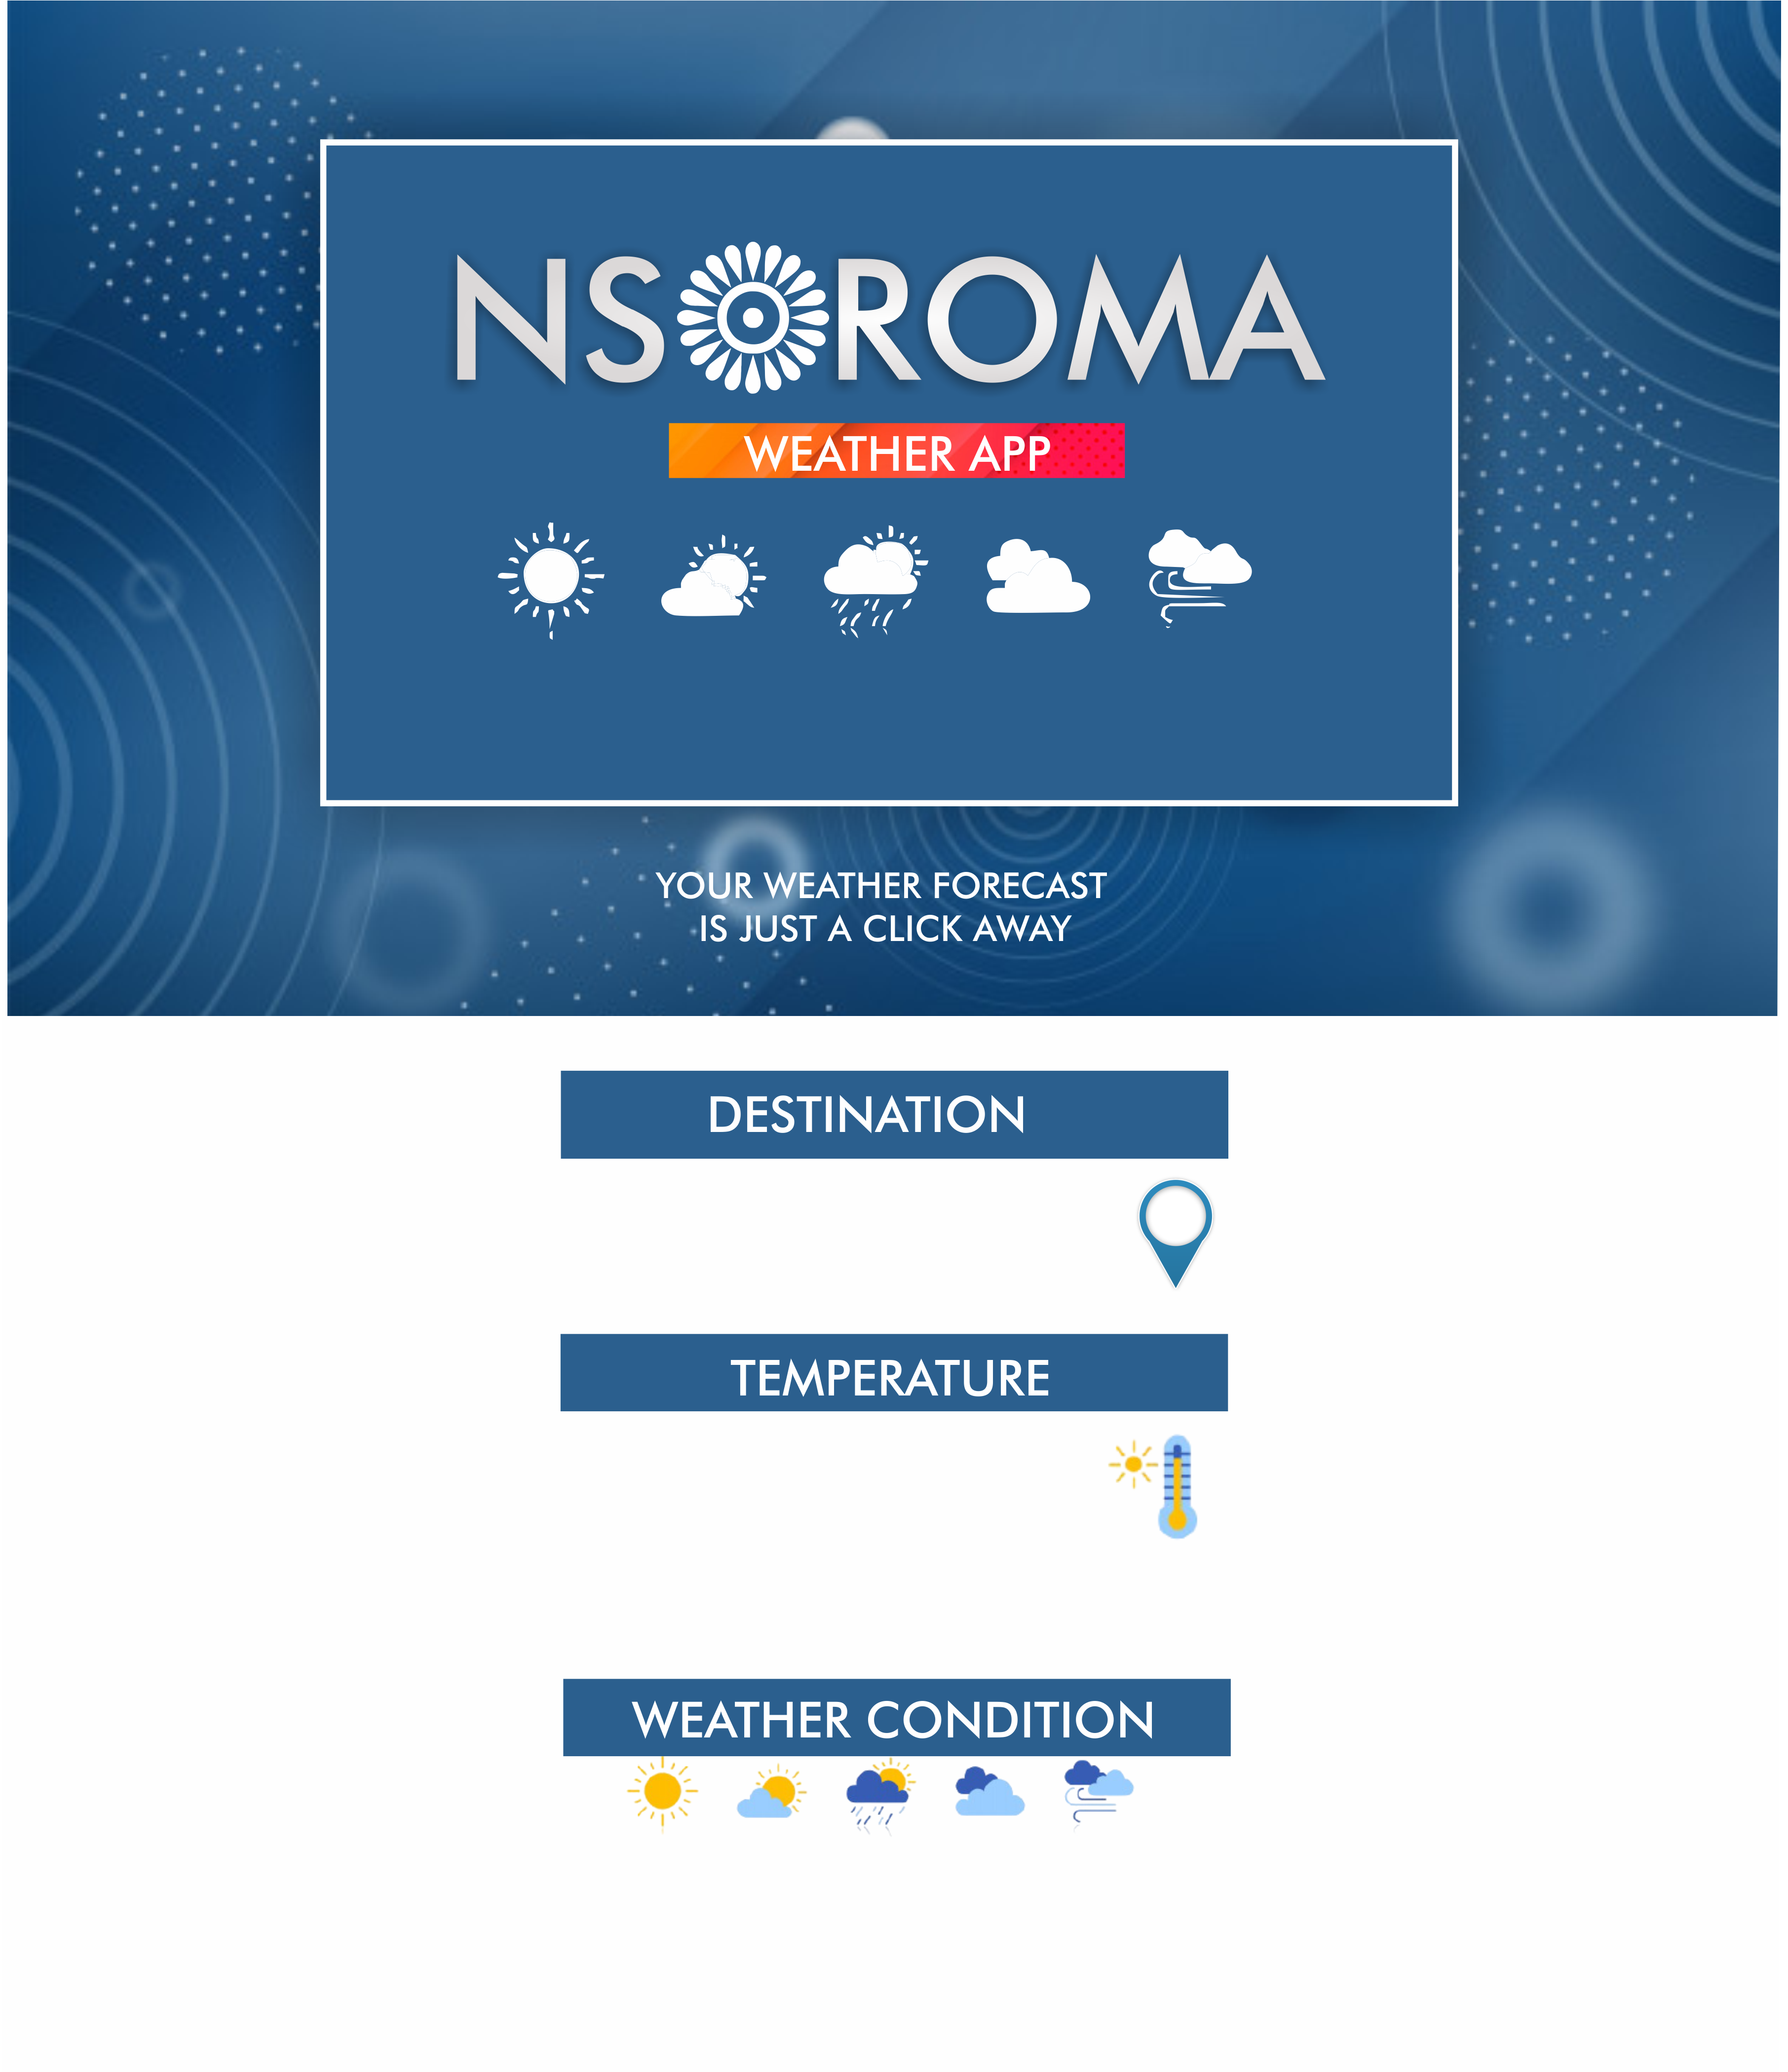 NSOROMA
WEATHER APP
YOUR WEATHER FORECAST
IS JUST A CLICK AWAY
DESTINATION
TEMPERATURE
WEATHER CONDITION